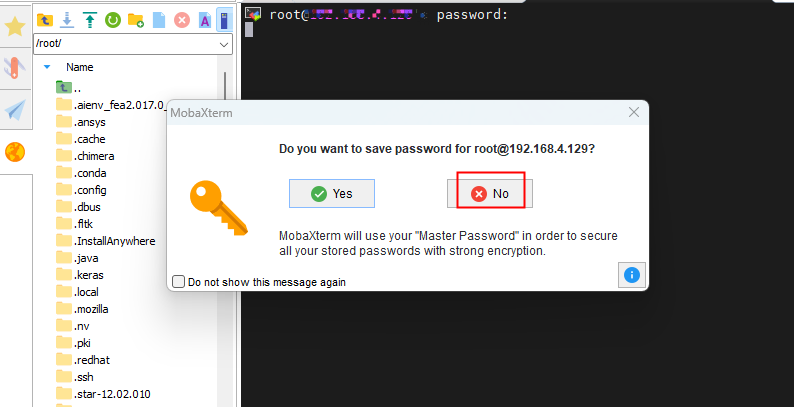 root@ password:
/root/
Name
..
.aienv_fea2.017.0_
.ansys
.cache
.chimera
.conda
.config
.dbus
.fltk
.InstallAnywhere
.java
.keras
.local
.mozilla
.nv
.pki
.redhat
.ssh
.star-12.02.010
MobaXterm
Do you want to save password for root@192.168.4.129?
Yes
No
MobaXterm will use your "Master Password" in order to secure
all your stored passwords with strong encryption.
Do not show this message again